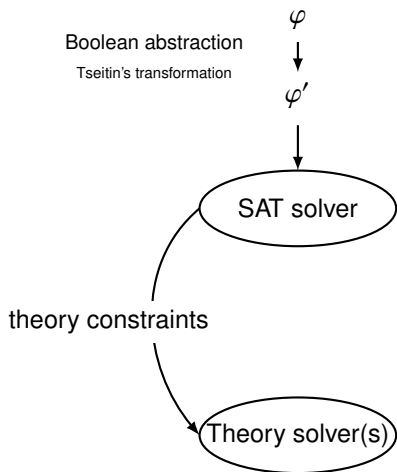 φ
Boolean abstraction
Tseitin's transformation
φ'
SAT solver
theory constraints
Theory solver(s)